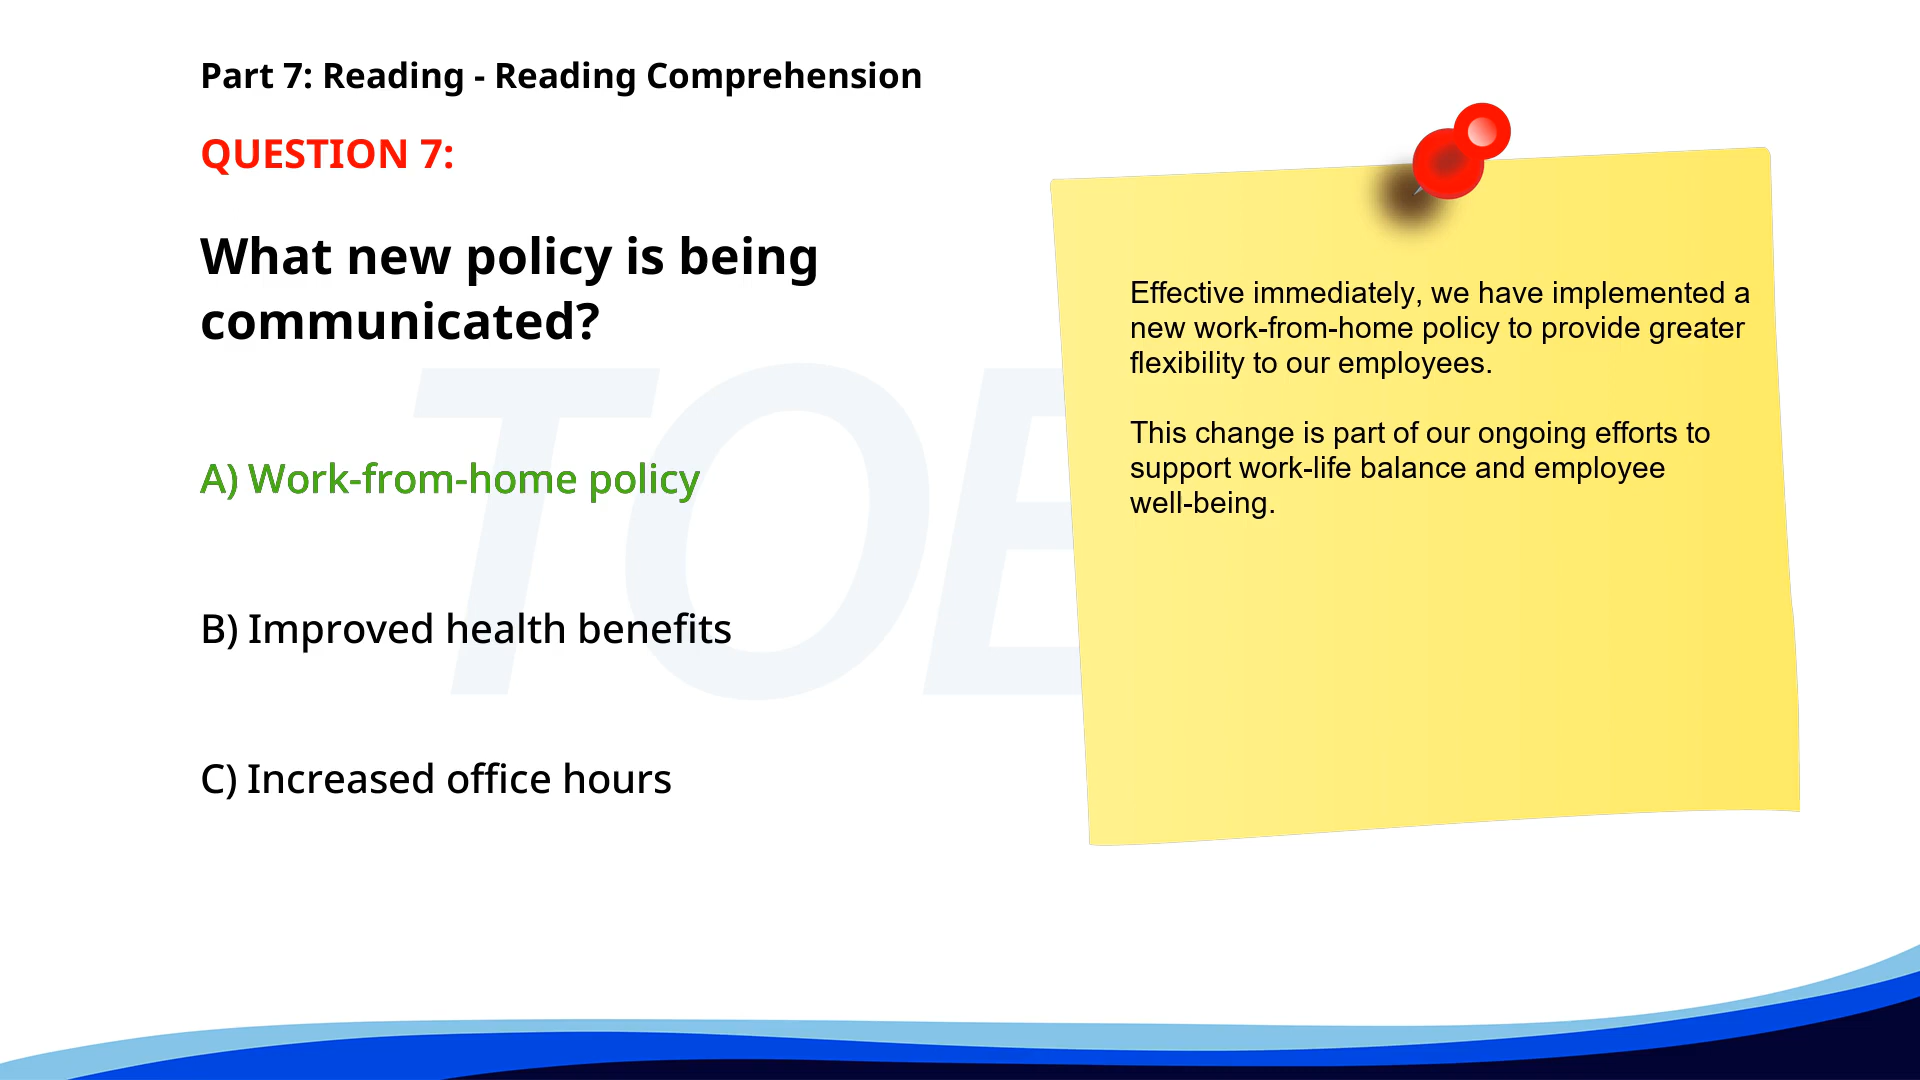 Part 7: Reading - Reading Comprehension
QUESTION 7:
What new policy is being
communicated?
A) Work-from-home policy
B) Improved health benefits
C) Increased office hours
Effective immediately, we have implemented a
new work-from-home policy to provide greater
flexibility to our employees.
This change is part of our ongoing efforts to
support work-life balance and employee
well-being.
TOE